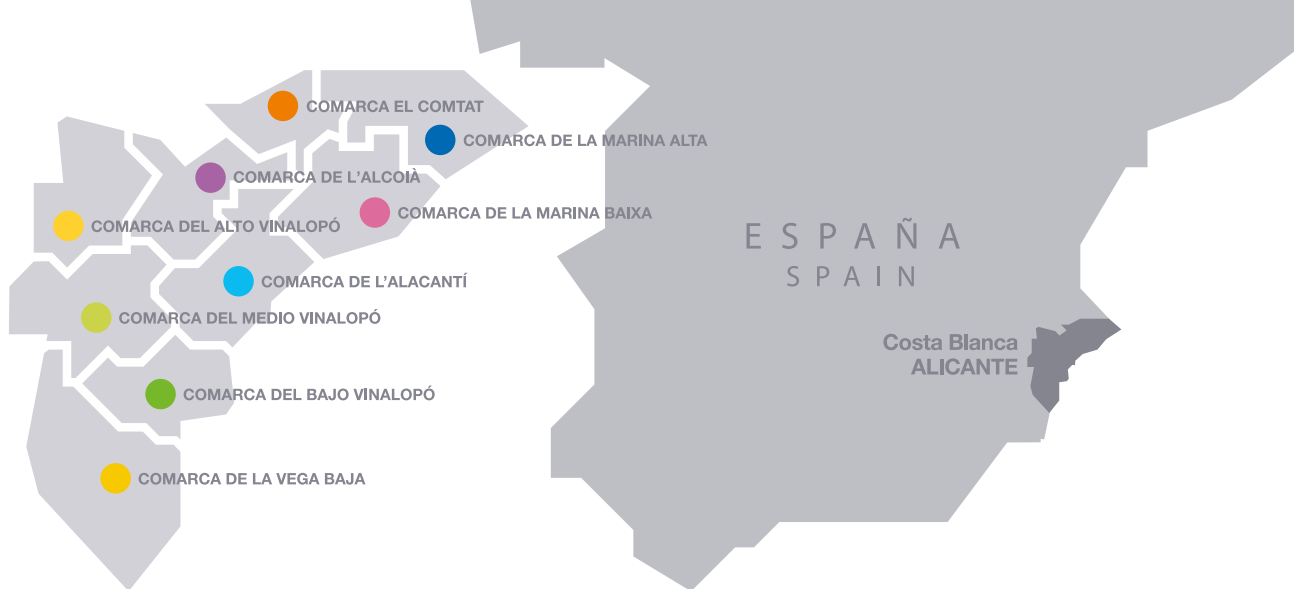 COMARCA EL COMTAT
COMARCA DE LA MARINA ALTA
COMARCA DE L'ALCOIÀ
COMARCA DE LA MARINA BAIXA
COMARCA DEL ALTO VINALOPÓ
COMARCA DE L'ALACANTÍ
COMARCA DEL MEDIO VINALOPÓ
COMARCA DEL BAJO VINALOPÓ
COMARCA DE LA VEGA BAJA
ESPAÑA
SPAIN
Costa Blanca
ALICANTE